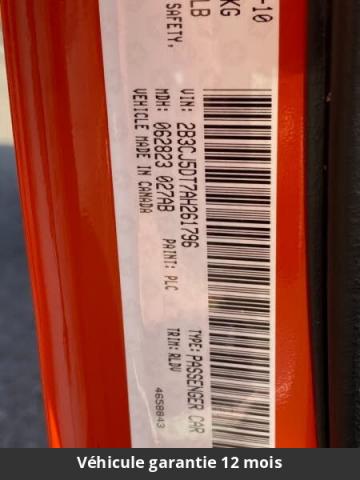 -10
KG
LB
SAFETY,
VIN: 2B3CJ5DT7AH261796
TYPE: PASSENGER CAR
MDH: 062823 027AB
PAINT: PLC
TRIM: RLDV
VEHICLE MADE IN CANADA
4658843
Véhicule garantie 12 mois